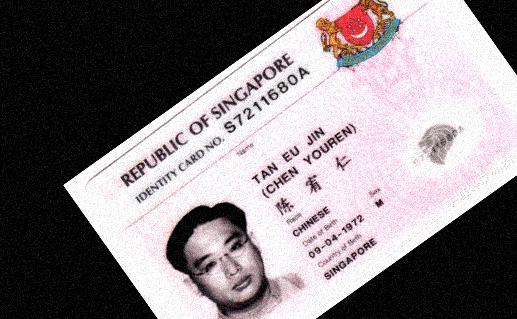 REPUBLIC OF SINGAPORE
IDENTITY CARD NO. S7211680A
Name
TAN EU JIN
(CHEN YOUREN)
陈宥仁
Race
CHINESE
Date of Birth
Sex
09-04-1972
M
Country of Birth
SINGAPORE